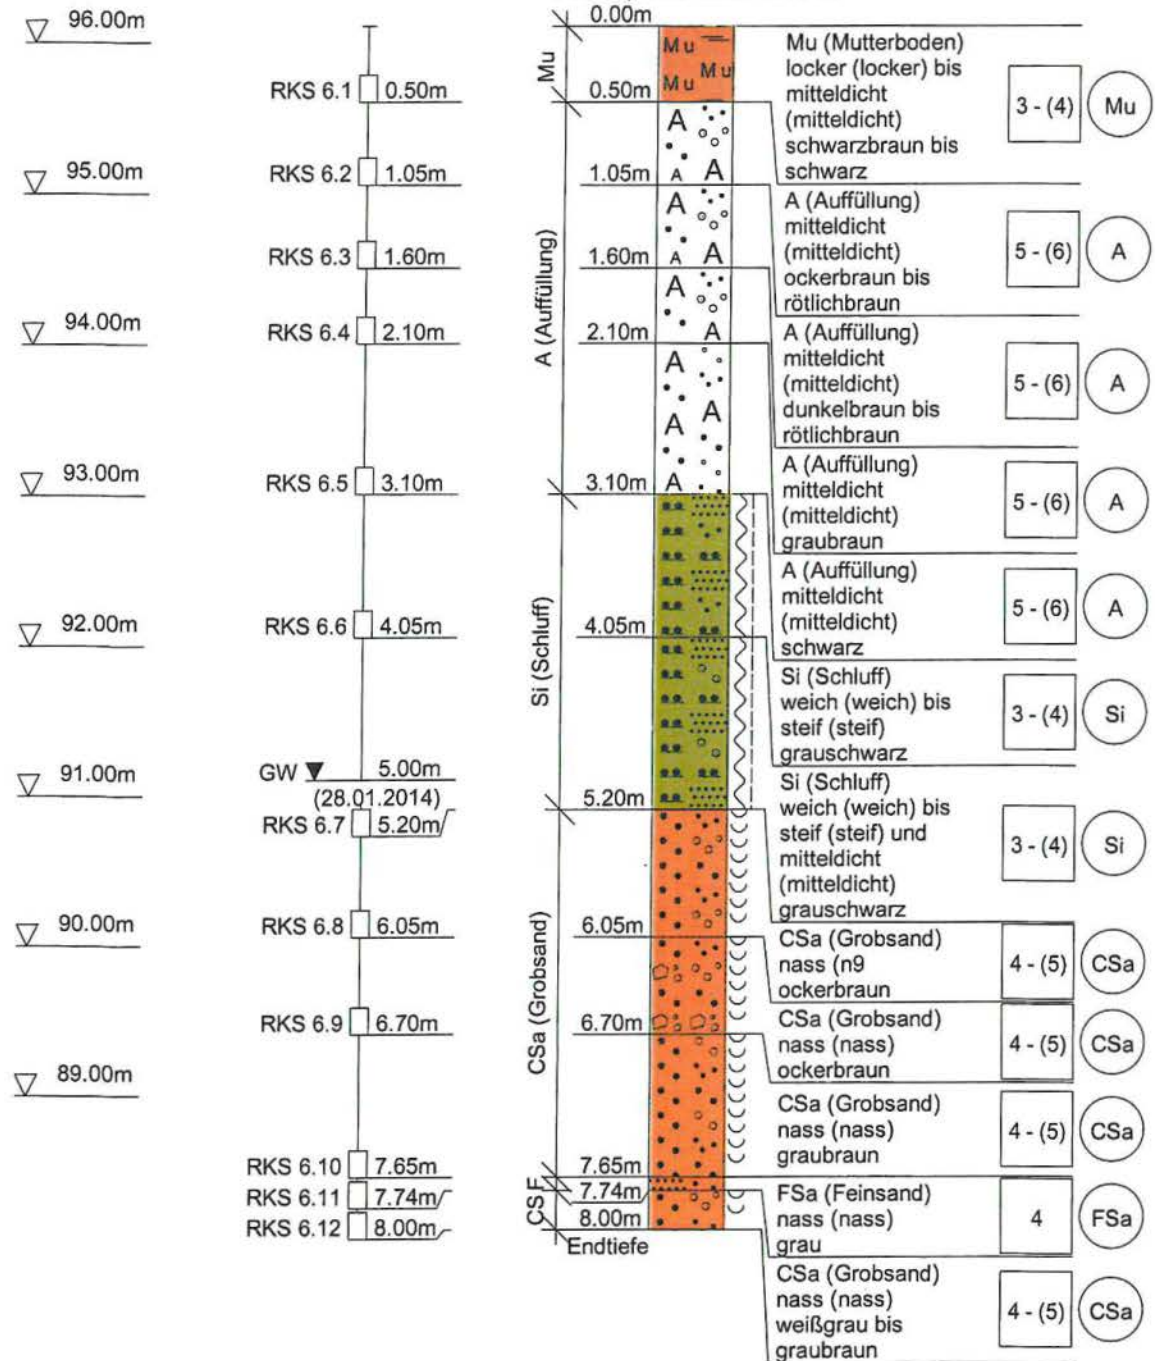 96.00m
95.00m
94.00m
93.00m
92.00m
91.00m
90.00m
89.00m
RKS 6.1 0.50m
RKS 6.2 1.05m
RKS 6.3 1.60m
RKS 6.4 2.10m
RKS 6.5 3.10m
RKS 6.6 4.05m
GW 5.00m
(28.01.2014)
RKS 6.7 5.20m
RKS 6.8 6.05m
RKS 6.9 6.70m
RKS 6.10 7.65m
RKS 6.11 7.74m
RKS 6.12 8.00m
Mu
A (Auffüllung)
Si (Schluff)
CSa (Grobsand)
F
CS
0.00m
0.50m
1.05m
1.60m
2.10m
3.10m
4.05m
5.20m
6.05m
6.70m
7.65m
7.74m
8.00m
Endtiefe
Mu
Mu
Mu
A
A A
A
A A
A
A
A
A
A
A
Mu (Mutterboden)
locker (locker) bis
mitteldicht
(mitteldicht)
schwarzbraun bis
schwarz
3 - (4) Mu
A (Auffüllung)
mitteldicht
(mitteldicht)
ockerbraun bis
rötlichbraun
5 - (6) A
A (Auffüllung)
mitteldicht
(mitteldicht)
dunkelbraun bis
rötlichbraun
5 - (6) A
A (Auffüllung)
mitteldicht
(mitteldicht)
graubraun
5 - (6) A
A (Auffüllung)
mitteldicht
(mitteldicht)
schwarz
5 - (6) A
Si (Schluff)
weich (weich) bis
steif (steif)
grauschwarz
3 - (4) Si
Si (Schluff)
weich (weich) bis
steif (steif) und
mitteldicht
(mitteldicht)
grauschwarz
3 - (4) Si
CSa (Grobsand)
nass (n9
ockerbraun
4 - (5) CSa
CSa (Grobsand)
nass (nass)
ockerbraun
4 - (5) CSa
CSa (Grobsand)
nass (nass)
graubraun
4 - (5) CSa
FSa (Feinsand)
nass (nass)
grau
4 FSa
CSa (Grobsand)
nass (nass)
weißgrau bis
graubraun
4 - (5) CSa